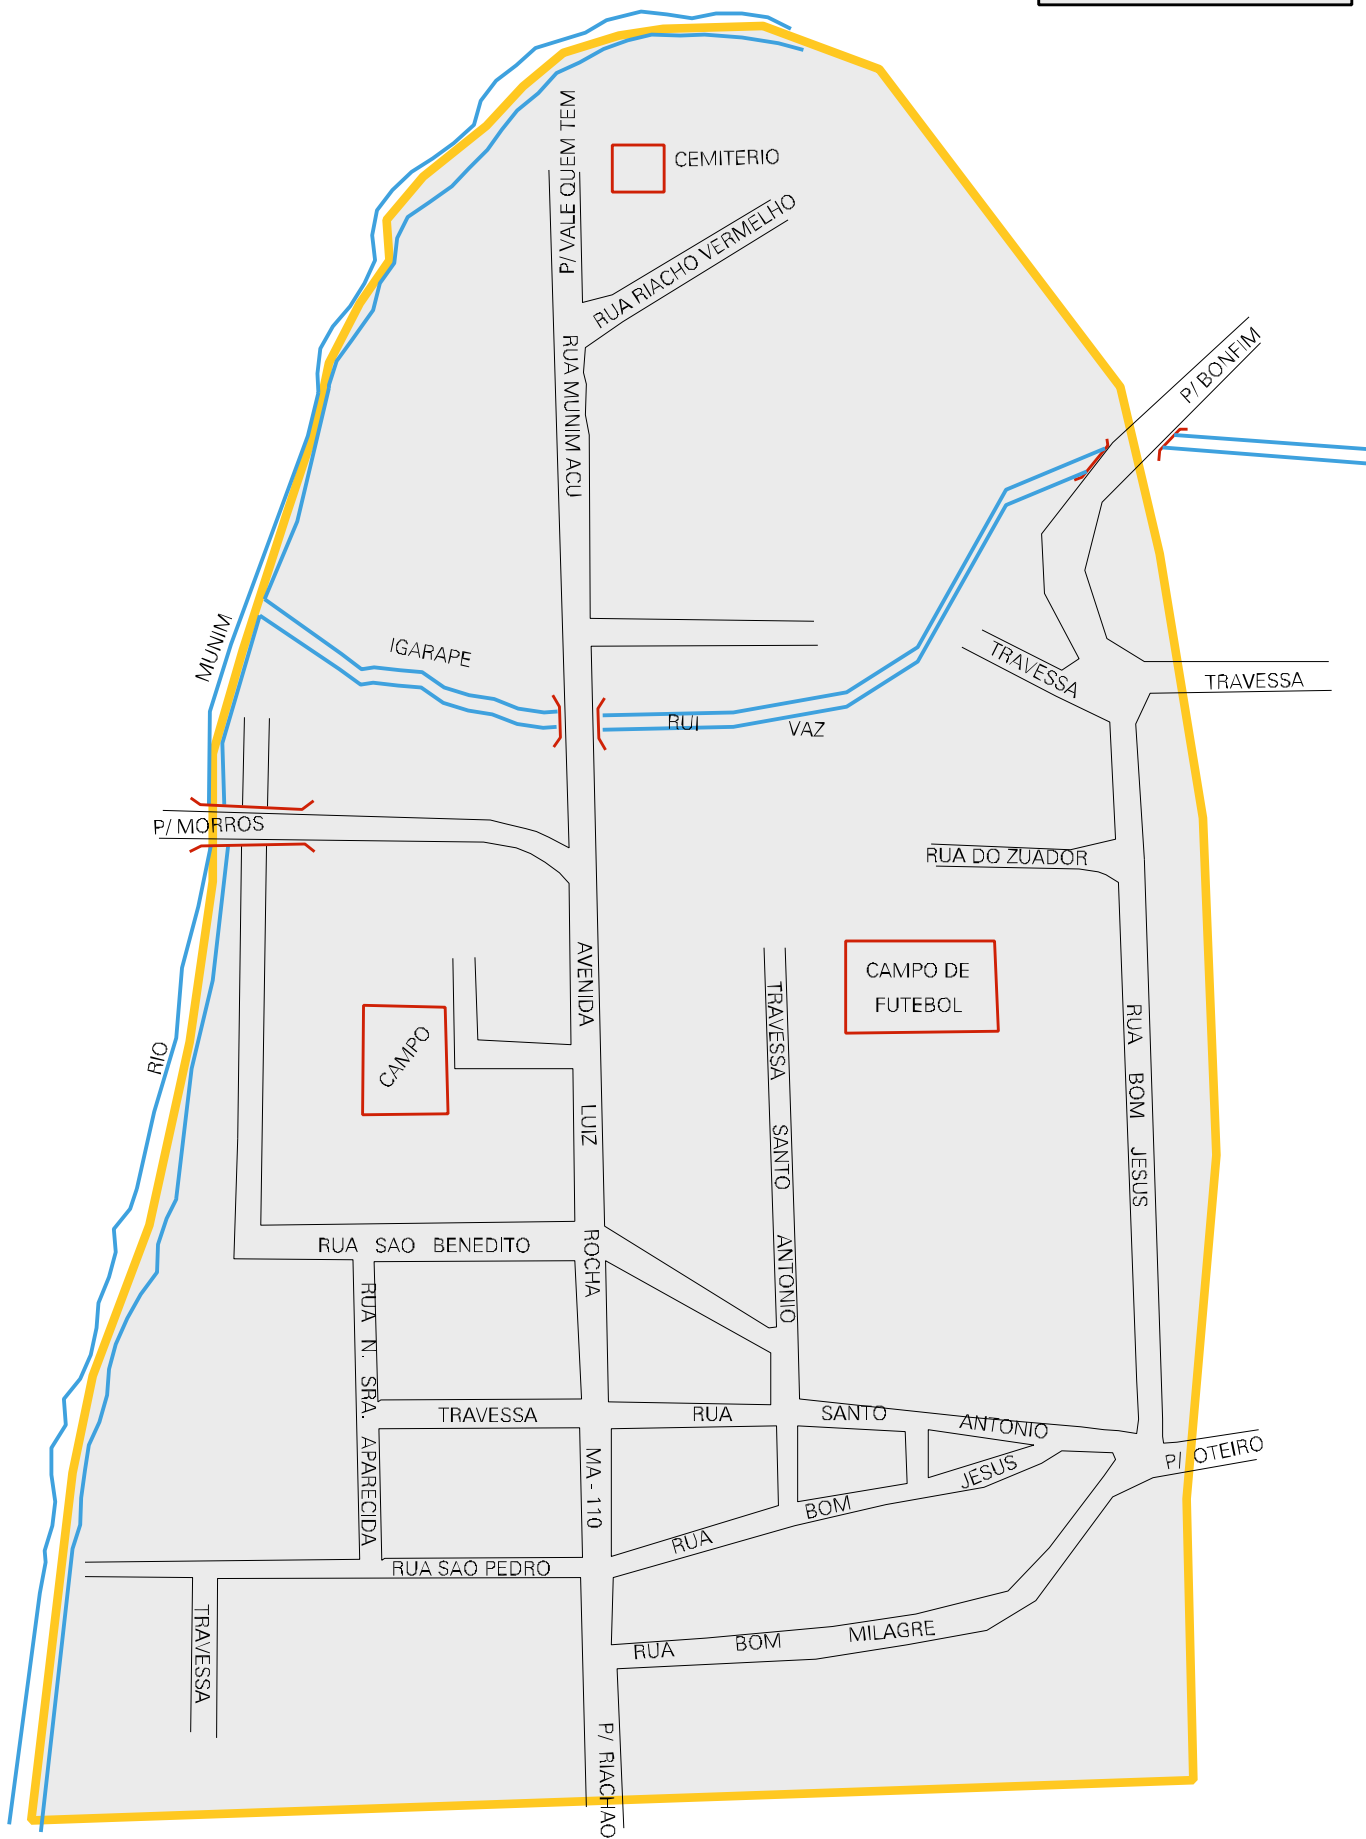 P/ VALE QUEM TEM
CEMITERIO
RUA RIACHO VERMELHO
RUA MUNIM ACU
P/ BONFIM
MUNIM
IGARAPE
TRAVESSA
TRAVESSA
RUI VAZ
P/ MORROS
RUA DO ZUADOR
AVENIDA LUIZ ROCHA
CAMPO DE
FUTEBOL
TRAVESSA SANTO ANTONIO
RUA BOM JESUS
RIO
CAMPO
RUA SAO BENEDITO
RUA N. SRA. APARECIDA
TRAVESSA
RUA SANTO ANTONIO
MA - 110
P/ OTEIRO
RUA BOM JESUS
RUA SAO PEDRO
TRAVESSA
RUA BOM MILAGRE
P/ RIACHAO